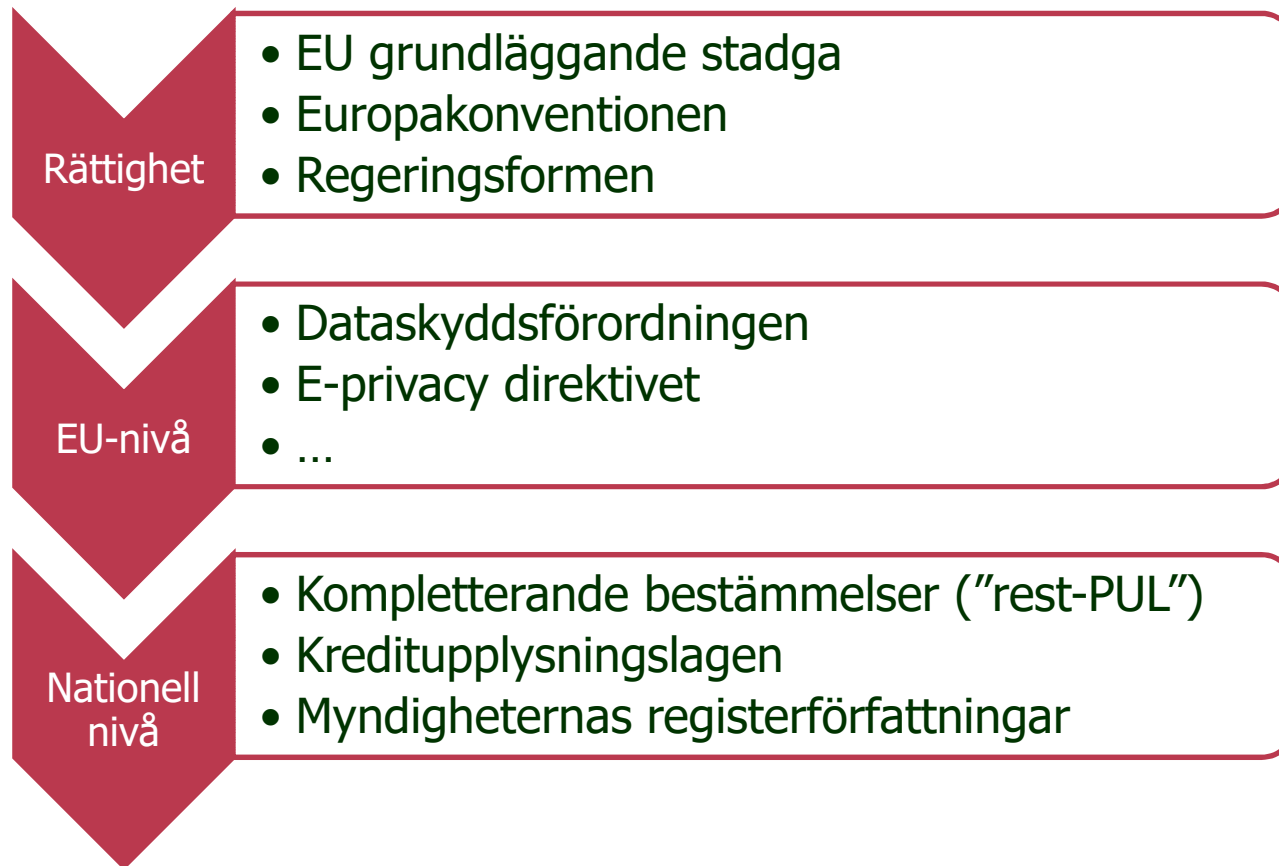 Rättighet
• EU grundläggande stadga
• Europakonventionen
• Regeringsformen
EU-nivå
• Dataskyddsförordningen
• E-privacy direktivet
• …
Nationell
nivå
• Kompletterande bestämmelser (”rest-PUL”)
• Kreditupplysningslagen
• Myndigheternas registerförfattningar